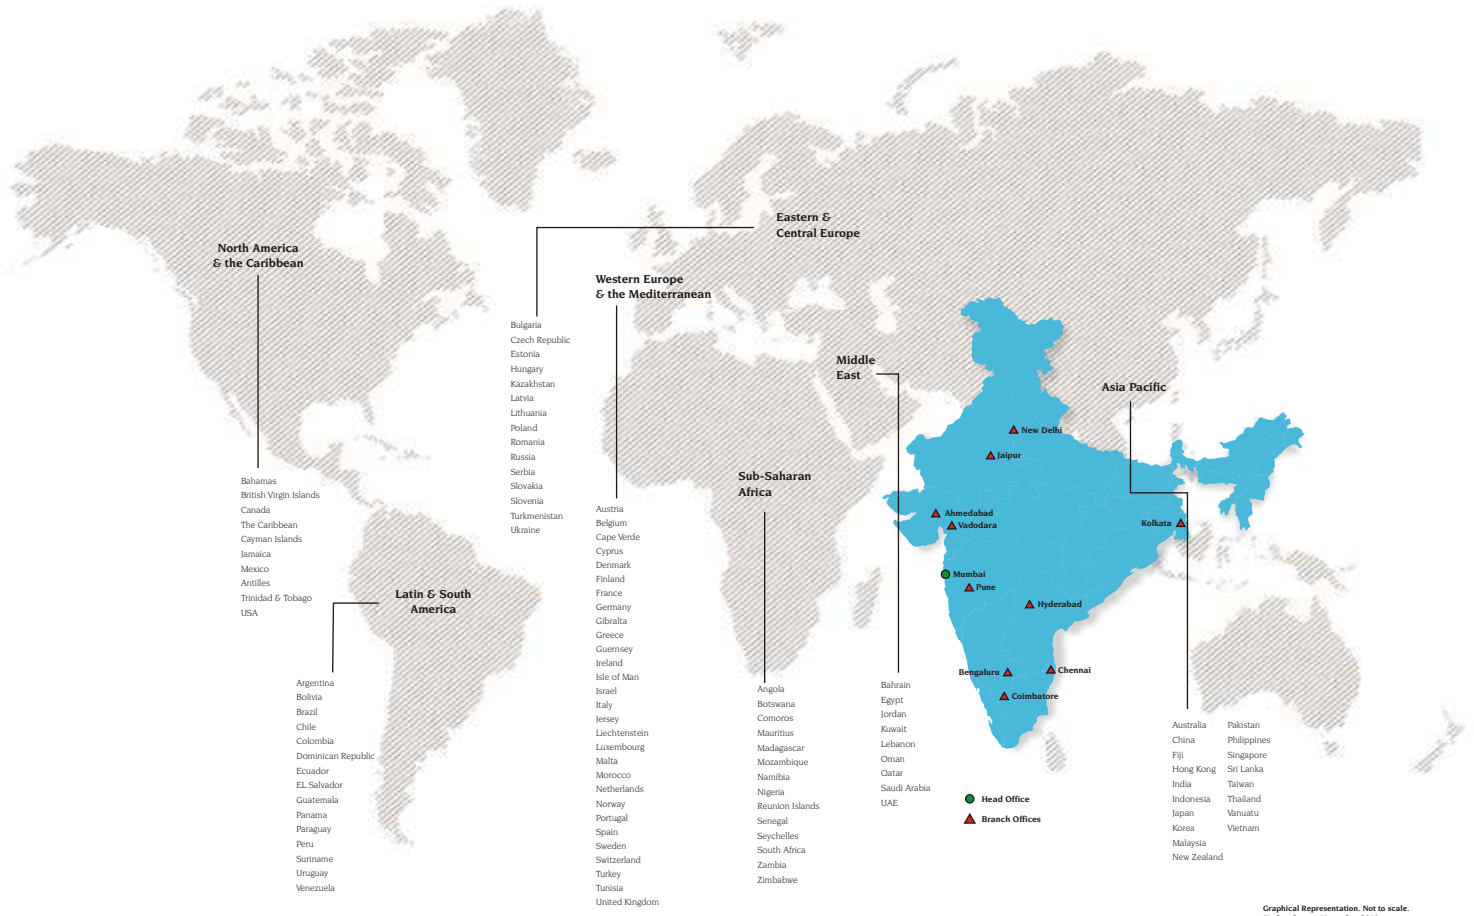 North America
& the Caribbean
Bahamas
British Virgin Islands
Canada
The Caribbean
Cayman Islands
Jamaica
Mexico
Antilles
Trinidad & Tobago
USA
Latin & South
America
Argentina
Bolivia
Brazil
Chile
Colombia
Dominican Republic
Ecuador
EL Salvador
Guatemala
Panama
Paraguay
Peru
Suriname
Uruguay
Venezuela
Eastern &
Central Europe
Bulgaria
Czech Republic
Estonia
Hungary
Kazakhstan
Latvia
Lithuania
Poland
Romania
Russia
Serbia
Slovakia
Slovenia
Turkmenistan
Ukraine
Western Europe
& the Mediterranean
Austria
Belgium
Cape Verde
Cyprus
Denmark
Finland
France
Germany
Gibralta
Greece
Guernsey
Ireland
Isle of Man
Israel
Italy
Jersey
Liechtenstein
Luxembourg
Malta
Morocco
Netherlands
Norway
Portugal
Spain
Sweden
Switzerland
Turkey
Tunisia
United Kingdom
Sub-Saharan
Africa
Angola
Botswana
Comoros
Mauritius
Madagascar
Mozambique
Namibia
Nigeria
Reunion Islands
Senegal
Seychelles
South Africa
Zambia
Zimbabwe
Middle
East
Bahrain
Egypt
Jordan
Kuwait
Lebanon
Oman
Qatar
Saudi Arabia
UAE
Asia Pacific
Australia
China
Fiji
Hong Kong
India
Indonesia
Japan
Korea
Malaysia
New Zealand
Pakistan
Philippines
Singapore
Sri Lanka
Taiwan
Thailand
Vanuatu
Vietnam
New Delhi
Jaipur
Ahmedabad
Vadodara
Kolkata
Mumbai
Pune
Hyderabad
Bengaluru
Chennai
Coimbatore
Head Office
Branch Offices
Graphical Representation. Not to scale.